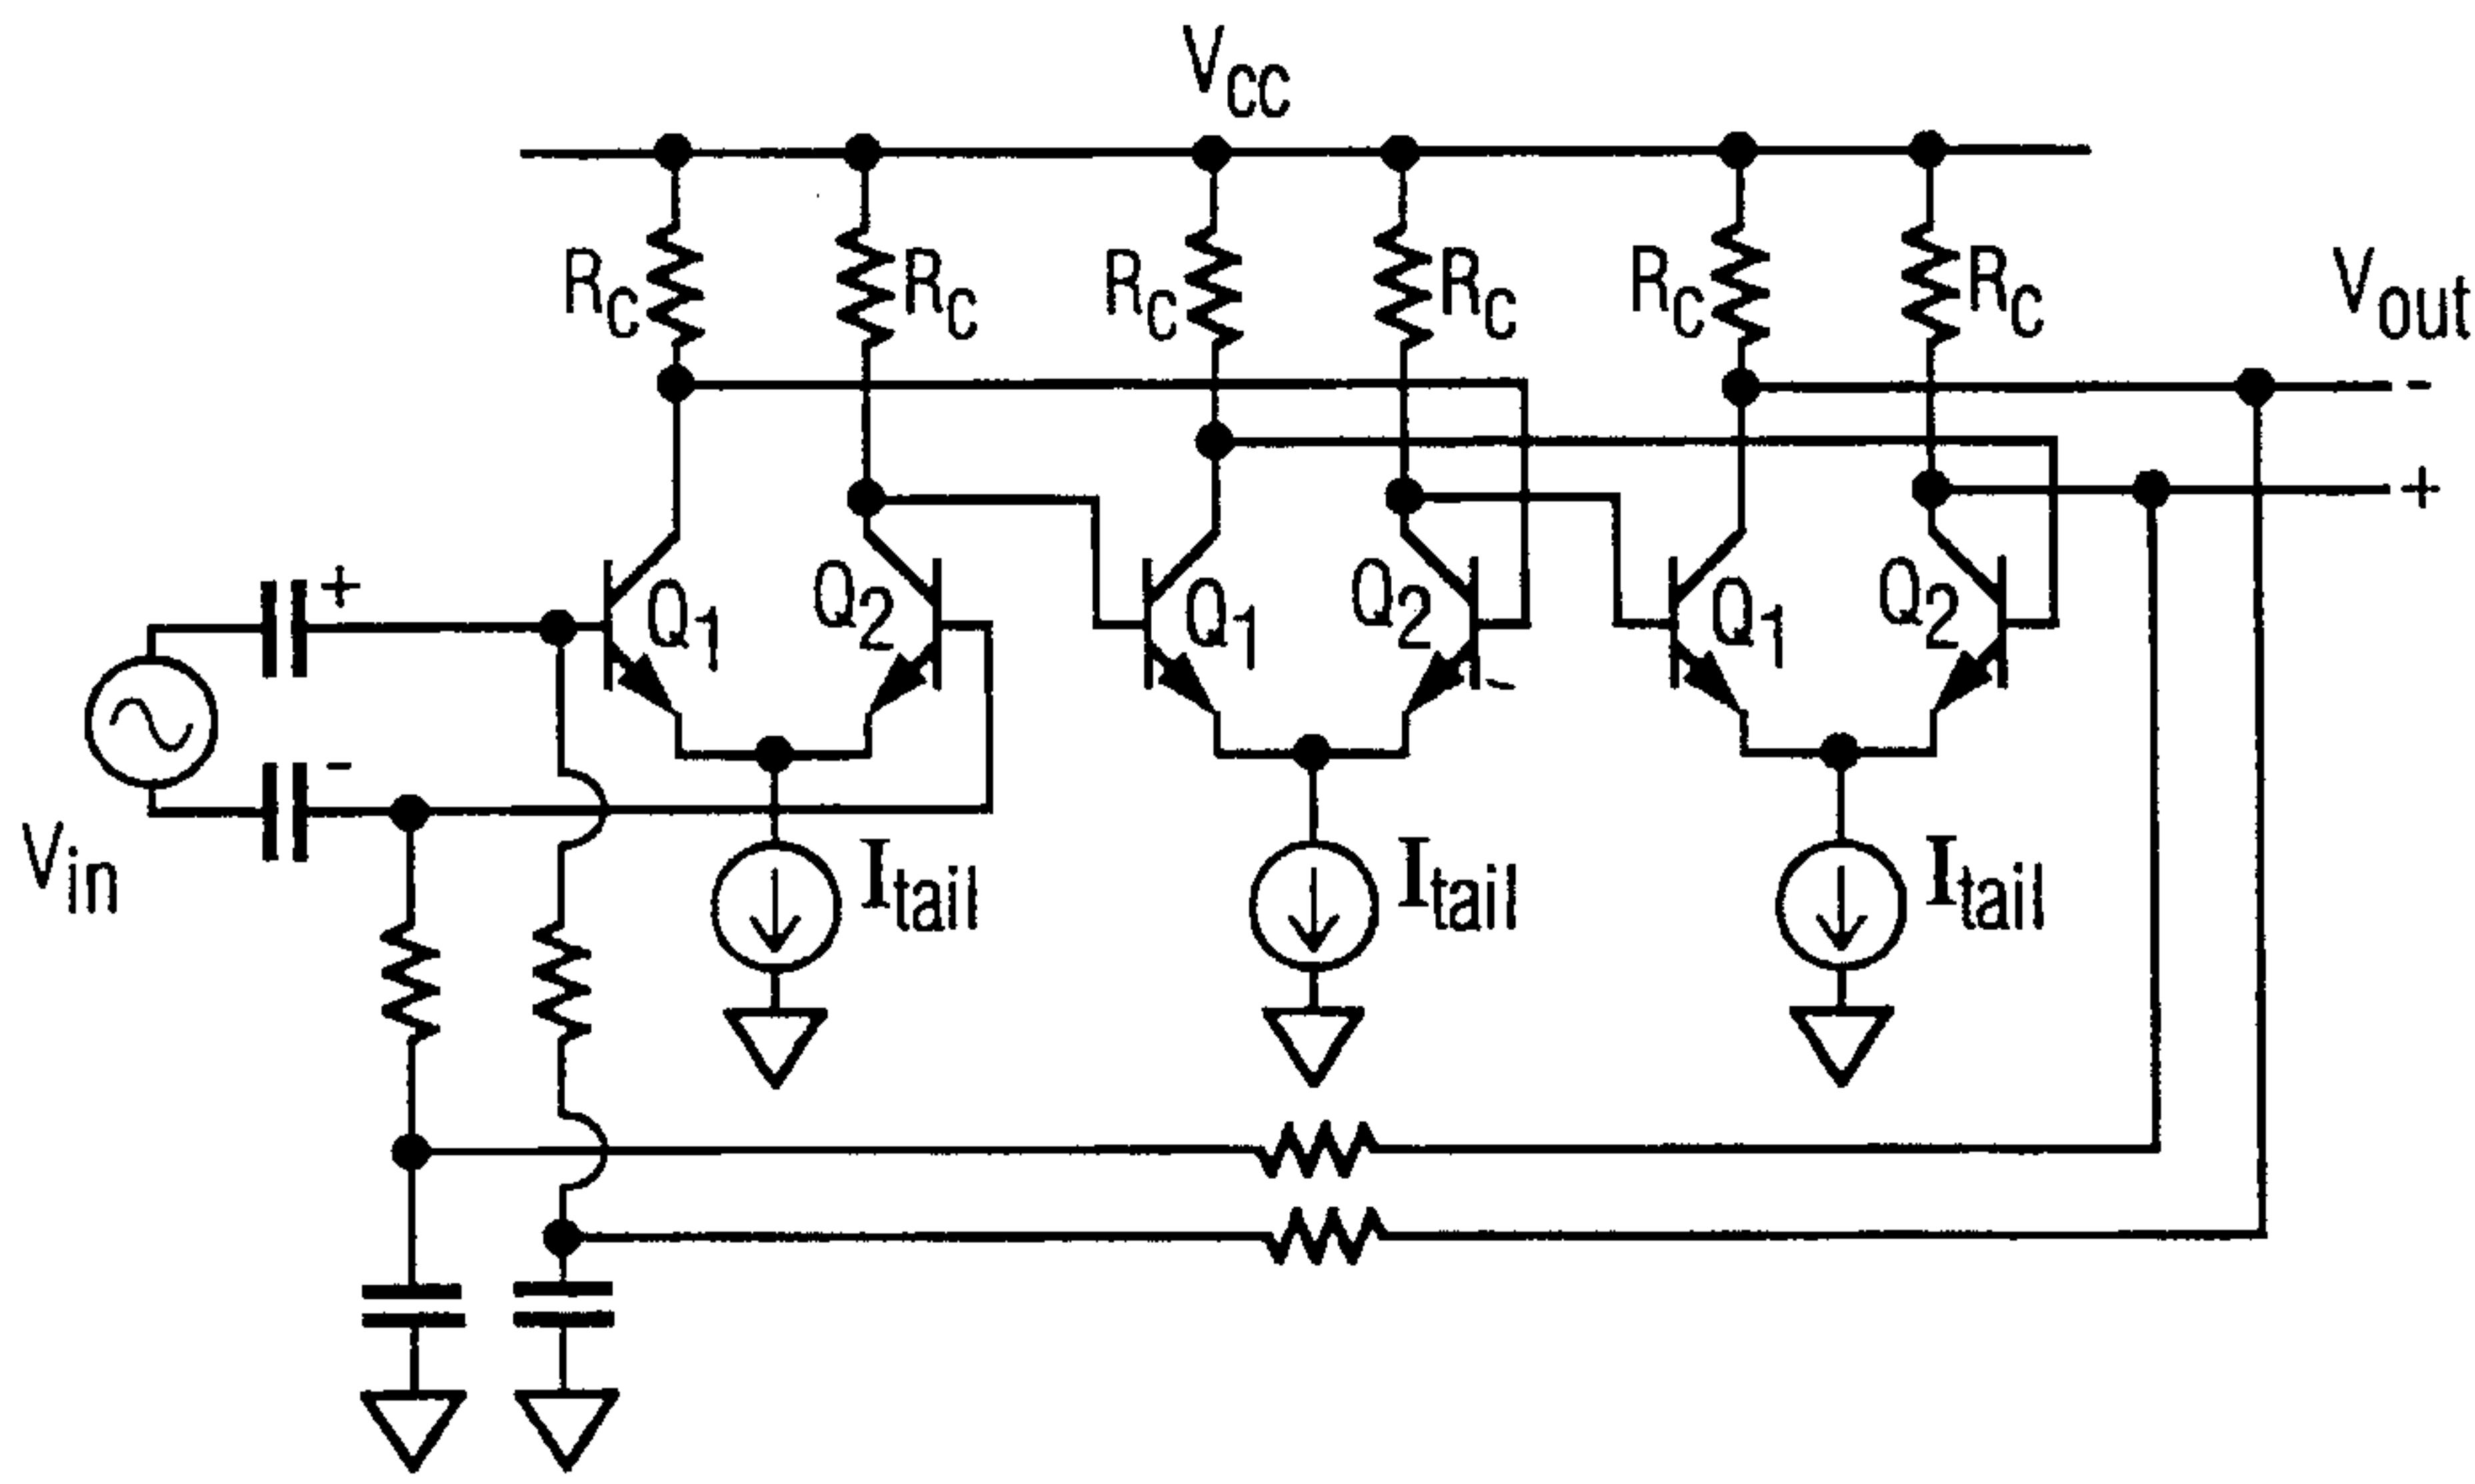 VCC
RC RC RC RC RC RC
Vout
-
+
+
Q1 Q2 Q1 Q2 Q1 Q2
-
Vin
Itail Itail Itail